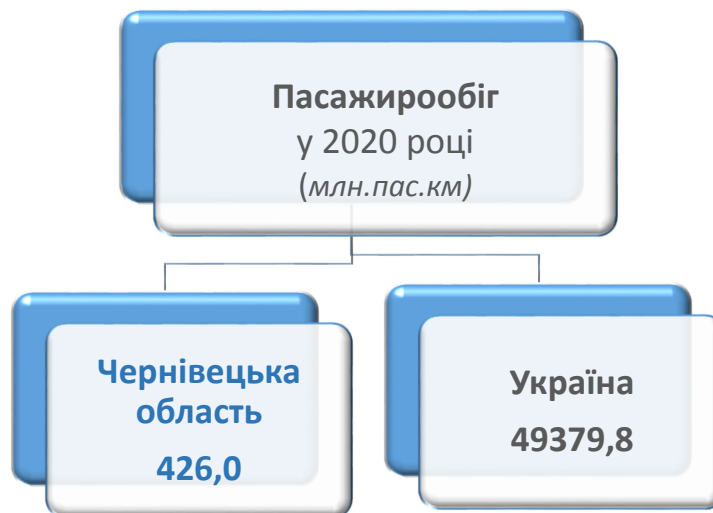 Пасажирообіг
у 2020 році
(млн.пас.км)
Чернівецька
область
426,0
Україна
49379,8